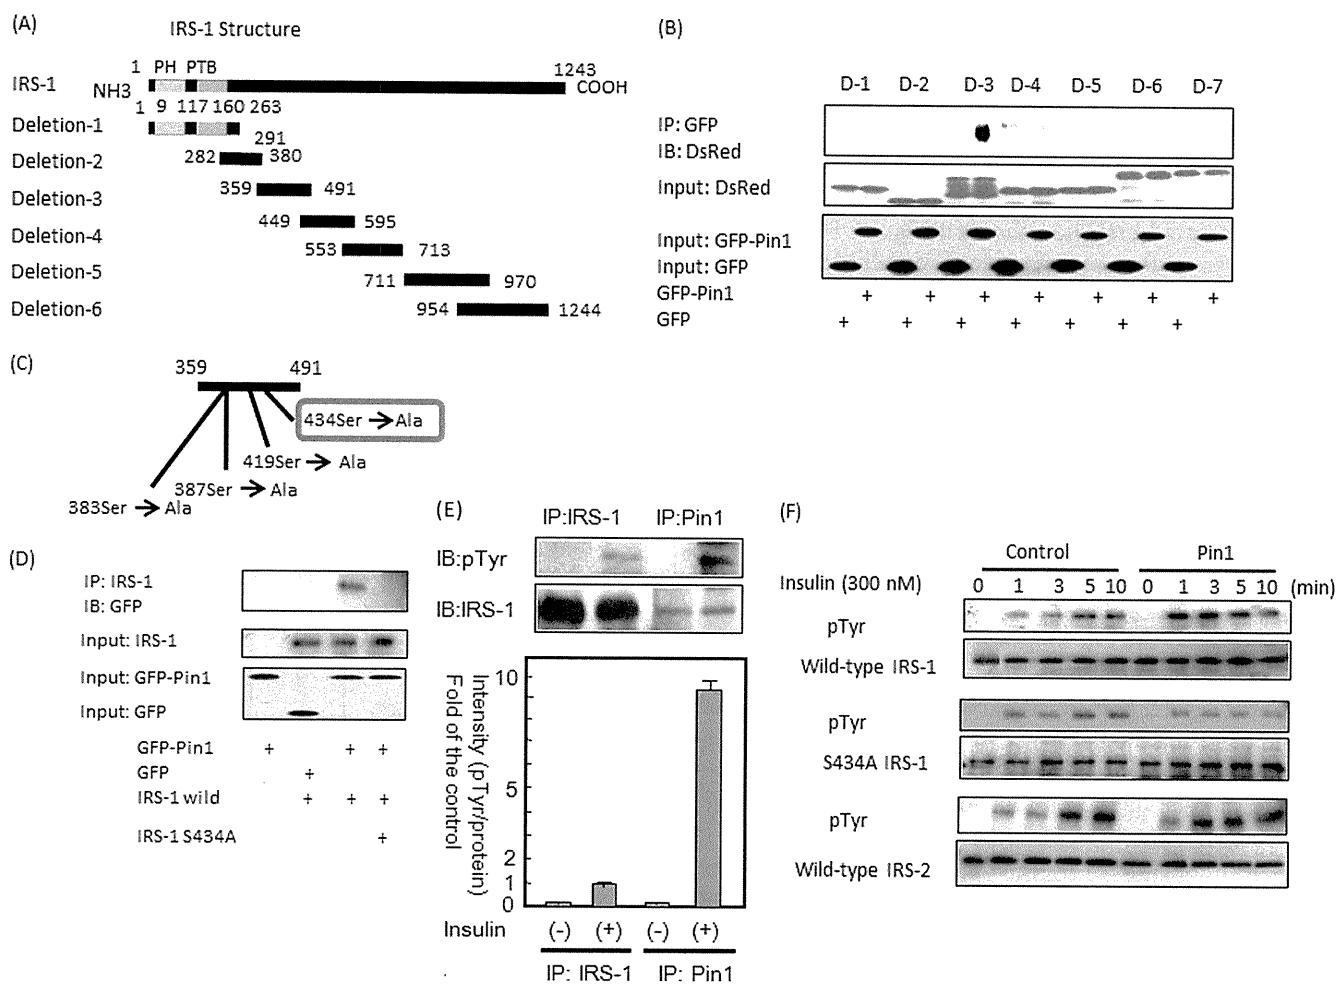 (A)
IRS-1 Structure
1 PH PTB 1243
IRS-1 NH3 COOH
1 9 117 160 263
Deletion-1
291
Deletion-2 282 380
Deletion-3 359 491
Deletion-4 449 595
Deletion-5 553 713
711 970
Deletion-6 954 1244
(B)
D-1 D-2 D-3 D-4 D-5 D-6 D-7
IP: GFP
IB: DsRed
Input: DsRed
Input: GFP-Pin1
Input: GFP
GFP-Pin1 + + + + + + +
GFP + + + + + + +
(C)
359 491
434Ser → Ala
419Ser → Ala
387Ser → Ala
383Ser → Ala
(D)
IP: IRS-1
IB: GFP
Input: IRS-1
Input: GFP-Pin1
Input: GFP
GFP-Pin1 + + +
GFP +
IRS-1 wild + + +
IRS-1 S434A +
(E)
IP:IRS-1 IP:Pin1
IB:pTyr
IB:IRS-1
Intensity (pTyr/protein)
Fold of the control
10
5
2
1
0
Insulin (-) (+) (-) (+)
IP: IRS-1 IP: Pin1
(F)
Control Pin1
Insulin (300 nM) 0 1 3 5 10 0 1 3 5 10 (min)
pTyr
Wild-type IRS-1
pTyr
S434A IRS-1
pTyr
Wild-type IRS-2